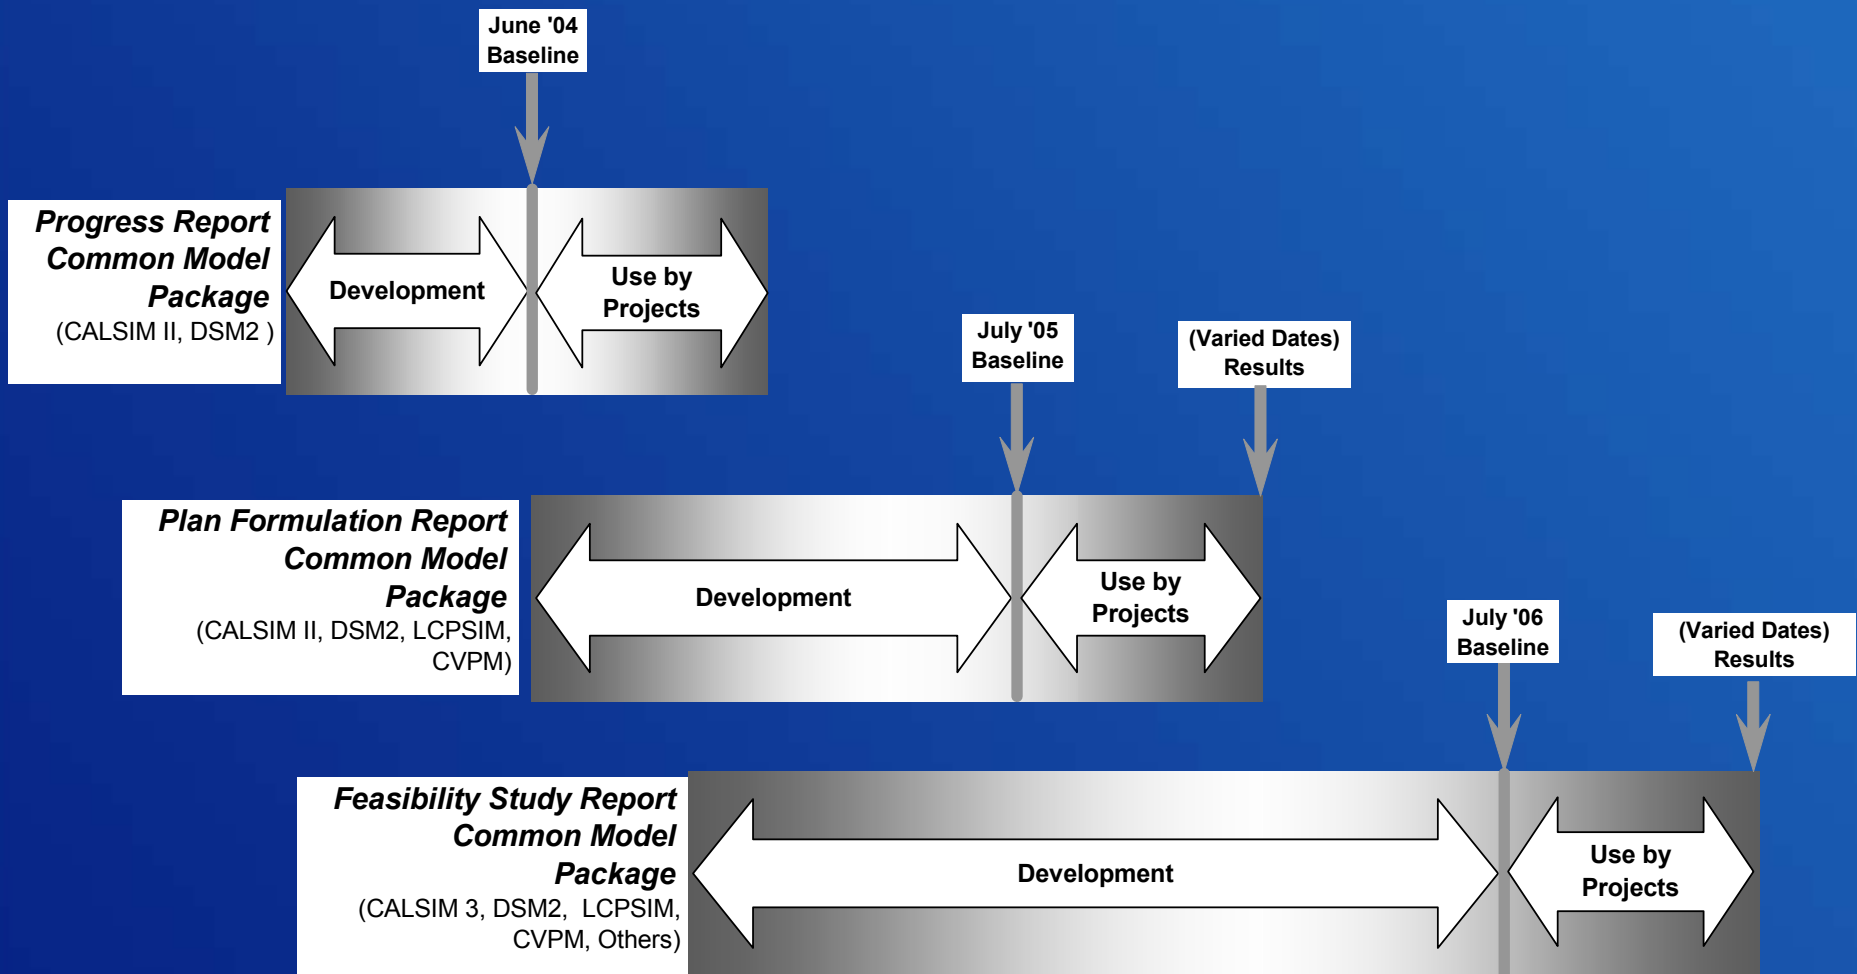 June '04
Baseline
Progress Report
Common Model
Package
(CALSIM II, DSM2 )
Development
Use by
Projects
July '05
Baseline
(Varied Dates)
Results
Plan Formulation Report
Common Model
Package
(CALSIM II, DSM2, LCPSIM,
CVPM)
Development
Use by
Projects
July '06
Baseline
(Varied Dates)
Results
Feasibility Study Report
Common Model
Package
(CALSIM 3, DSM2,  LCPSIM,
CVPM, Others)
Development
Use by
Projects